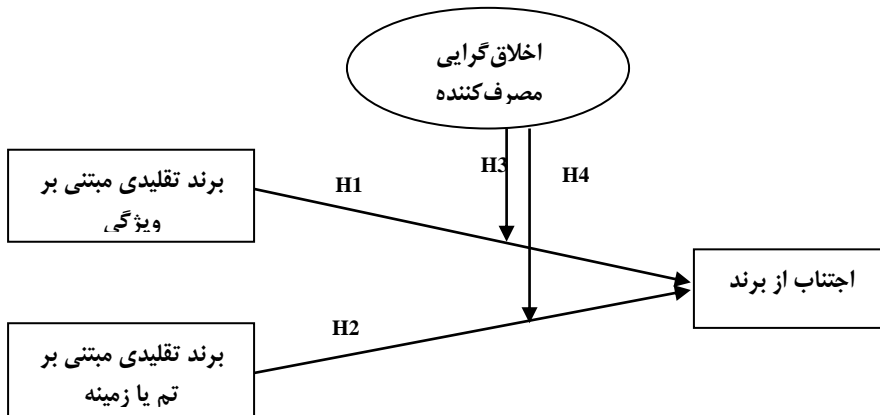 اخلاق‌گرایی
مصرف‌کننده
H3
H4
برند تقلیدی مبتنی بر
ویژگی
H1
اجتناب از برند
H2
برند تقلیدی مبتنی بر
تم یا زمینه